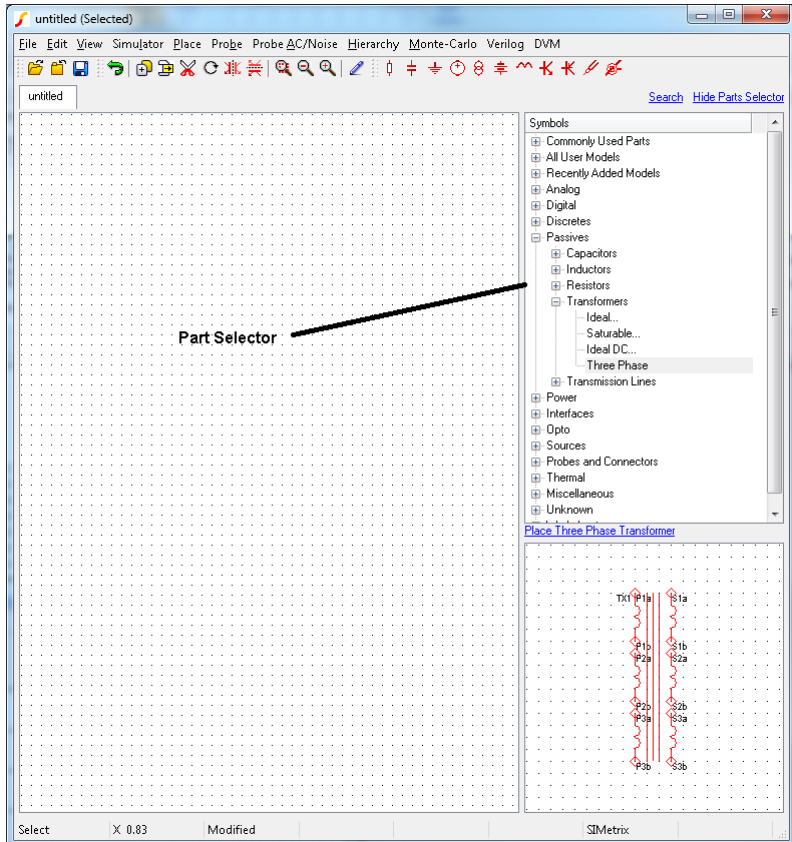 untitled (Selected)
File Edit View Simulator Place Probe Probe AC/Noise Hierarchy Monte-Carlo Verilog DVM
untitled
Search Hide Parts Selector
Symbols
Commonly Used Parts
All User Models
Recently Added Models
Analog
Digital
Discretes
Passives
Capacitors
Inductors
Resistors
Transformers
Ideal...
Saturable...
Ideal DC...
Three Phase
Transmission Lines
Power
Interfaces
Opto
Sources
Probes and Connectors
Thermal
Miscellaneous
Unknown
Part Selector
Place Three Phase Transformer
TX1 P1a S1a
P1b S1b
P2a S2a
P2b S2b
P3a S3a
P3b S3b
Select X 0.83 Modified SIMetrix